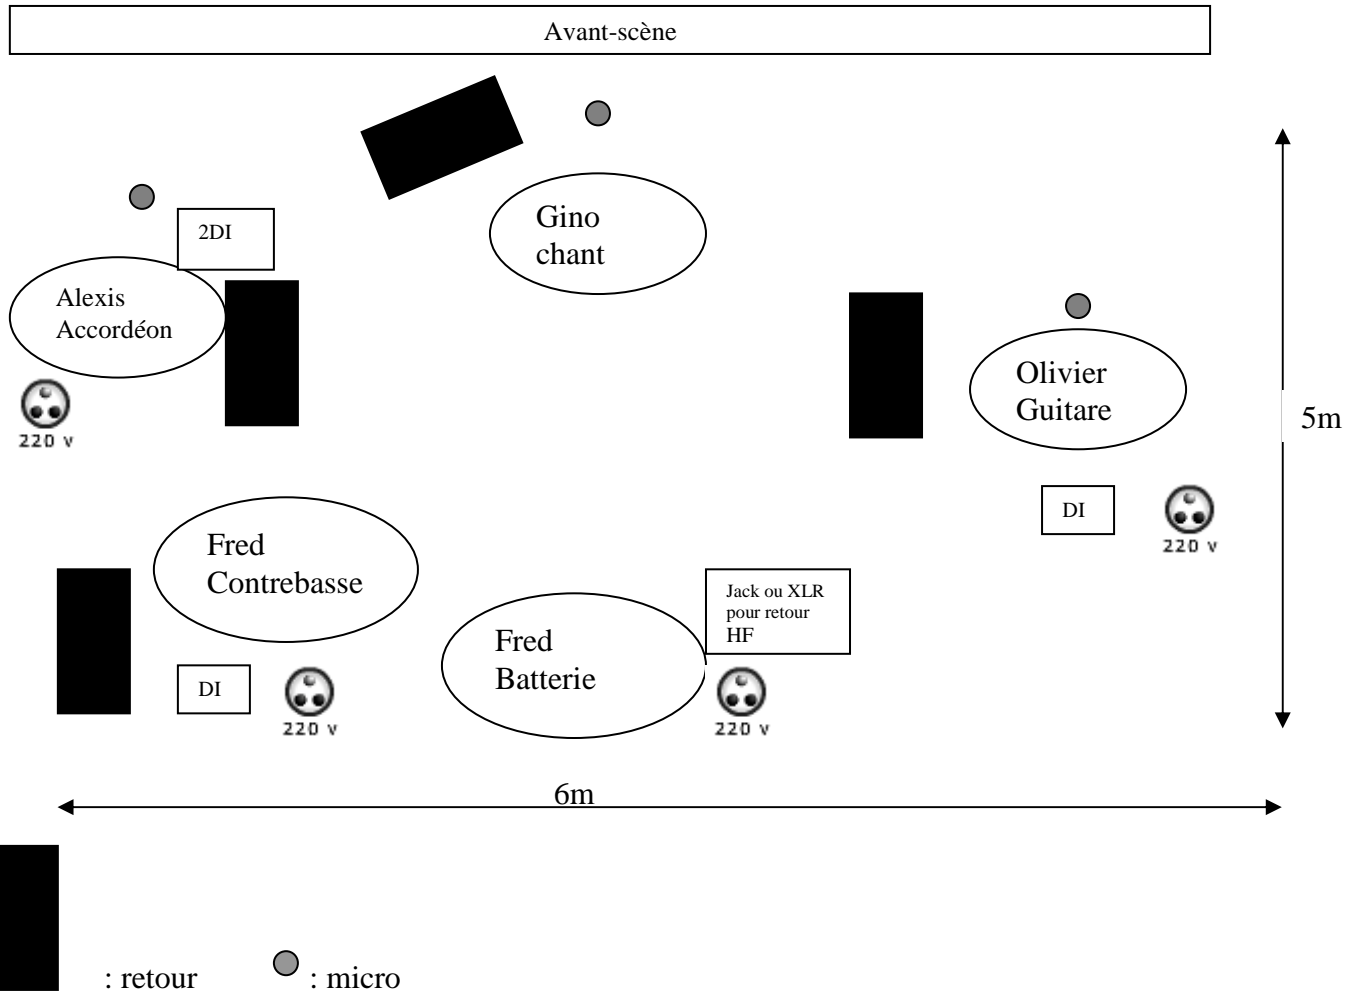 Avant-scène
Gino
chant
2DI
Alexis
Accordéon
220 v
Olivier
Guitare
5m
DI
220 v
Fred
Contrebasse
Jack ou XLR
pour retour
HF
Fred
Batterie
DI
220 v
220 v
6m
: retour
: micro